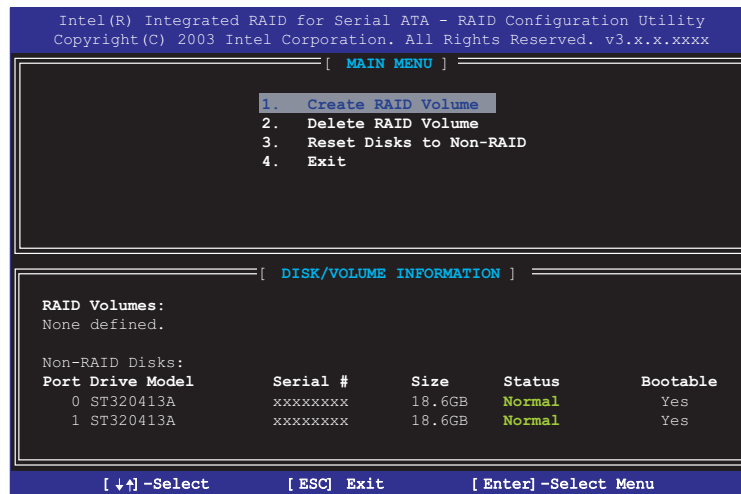 Intel(R) Integrated RAID for Serial ATA - RAID Configuration Utility
Copyright(C) 2003 Intel Corporation. All Rights Reserved. v3.x.x.xxxx
[ MAIN MENU ]
1. Create RAID Volume
2. Delete RAID Volume
3. Reset Disks to Non-RAID
4. Exit
[ DISK/VOLUME INFORMATION ]
RAID Volumes:
None defined.
Non-RAID Disks:
Port Drive Model Serial # Size Status Bootable
0 ST320413A xxxxxxxx 18.6GB Normal Yes
1 ST320413A xxxxxxxx 18.6GB Normal Yes
[↓↑]-Select [ESC] Exit [Enter]-Select Menu